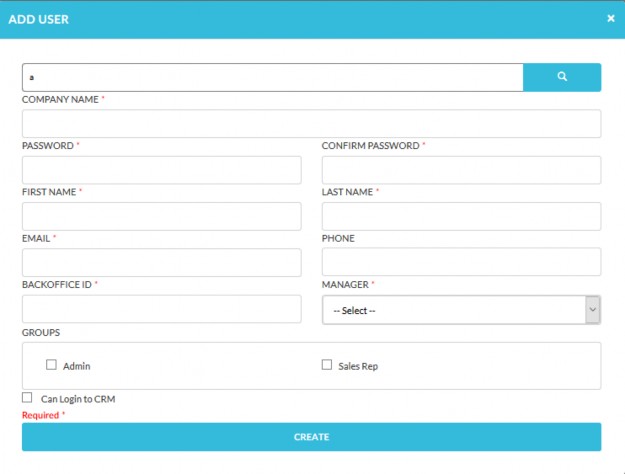 ADD USER ×
a
COMPANY NAME *
PASSWORD * CONFIRM PASSWORD *
FIRST NAME * LAST NAME *
EMAIL * PHONE
BACKOFFICE ID * MANAGER *
-- Select --
GROUPS
Admin Sales Rep
Can Login to CRM
Required *
CREATE